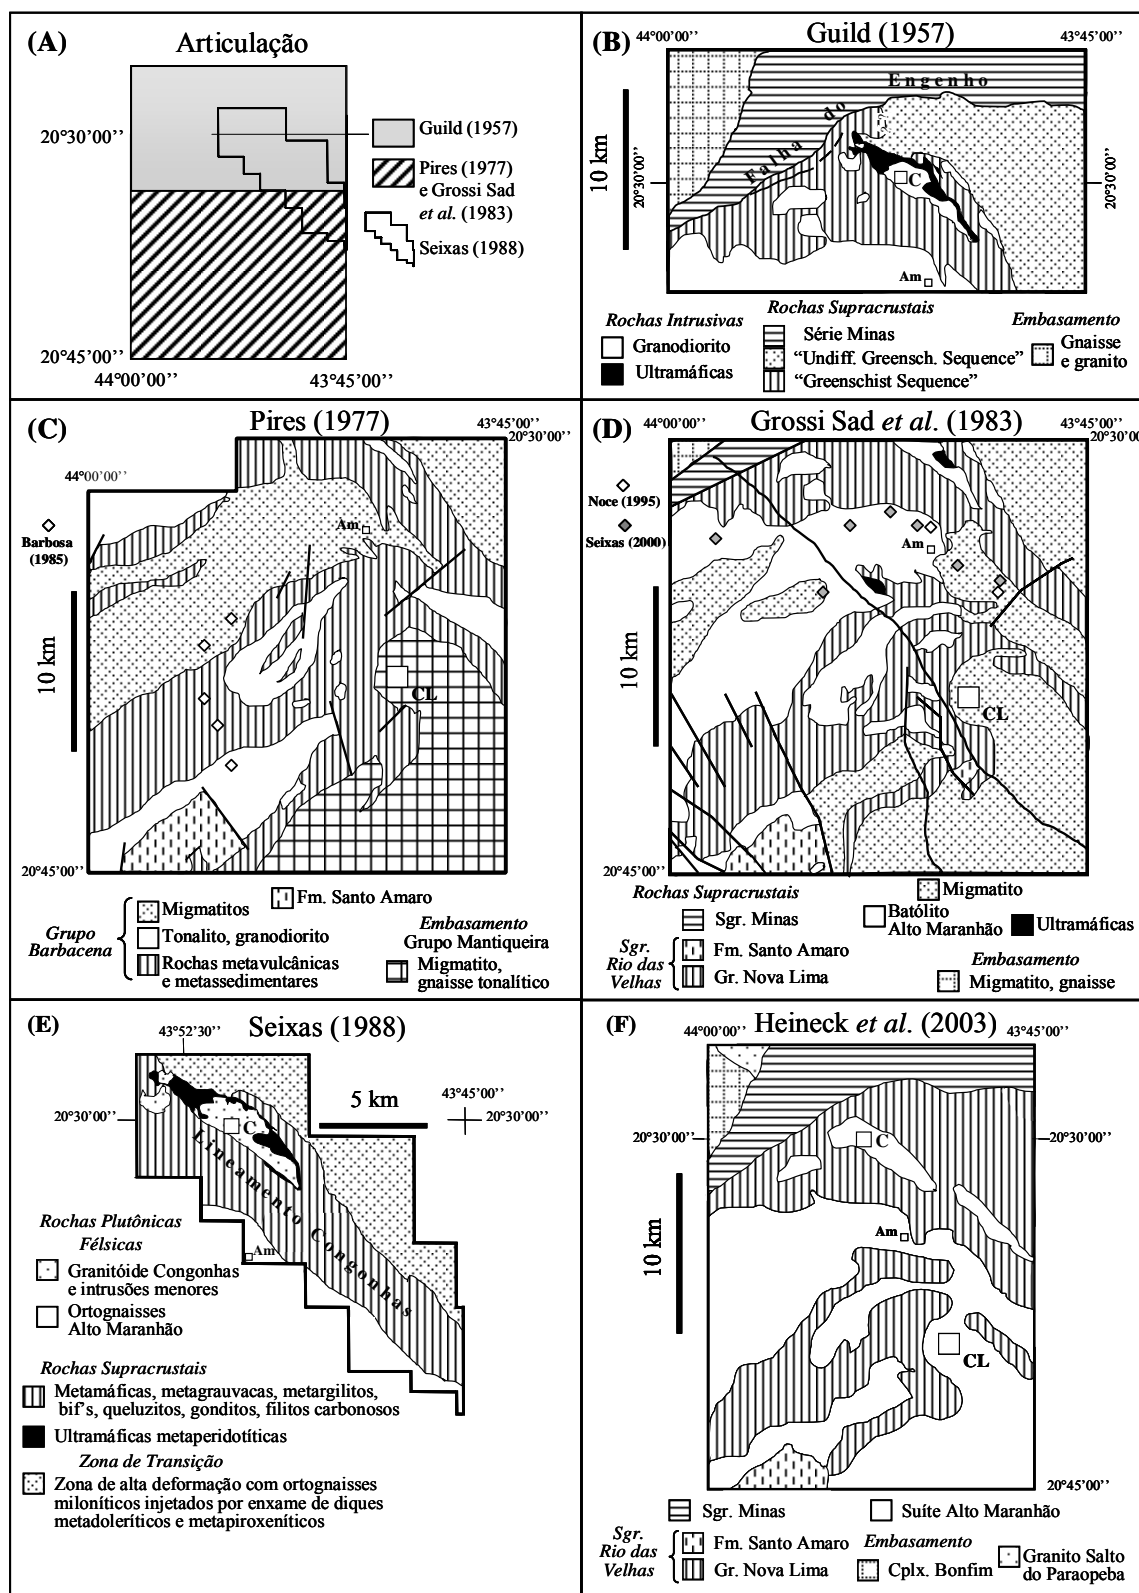 (A)
Articulação
20°30'00''
20°45'00''
44°00'00''
43°45'00''
Guild (1957)
Pires (1977)
e Grossi Sad
et al. (1983)
Seixas (1988)
(B)
Guild (1957)
44°00'00''
43°45'00''
Engenho
do
Falha
C
Am
10 km
20°30'00''
20°30'00''
Rochas Intrusivas
Granodiorito
Ultramáficas
Rochas Supracrustais
Série Minas
“Undiff. Greensch. Sequence”
“Greenschist Sequence”
Embasamento
Gnaisse
e granito
(C)
Pires (1977)
43°45'00''
20°30'00''
44°00'00''
Barbosa
(1985)
Am
10 km
CL
20°45'00''
Fm. Santo Amaro
Grupo
Barbacena
Migmatitos
Tonalito, granodiorito
Rochas metavulcânicas
e metassedimentares
Embasamento
Grupo Mantiqueira
Migmatito,
gnaisse tonalítico
(D)
Grossi Sad et al. (1983)
44°00'00''
43°45'00''
20°30'00
Noce (1995)
Seixas (2000)
Am
10 km
CL
20°45'00''
Rochas Supracrustais
Sgr. Minas
Sgr.
Rio das
Velhas
Fm. Santo Amaro
Gr. Nova Lima
Migmatito
Batólito
Alto Maranhão
Ultramáficas
Embasamento
Migmatito, gnaisse
(E)
Seixas (1988)
43°52'30''
43°45'00''
20°30'00''
20°30'00''
5 km
C
Lineamento Congonhas
Am
Rochas Plutônicas
Félsicas
Granitóide Congonhas
e intrusões menores
Ortognaisses
Alto Maranhão
Rochas Supracrustais
Metamáficas, metagrauvacas, metargilitos,
bif's, queluzitos, gonditos, filitos carbonosos
Ultramáficas metaperidotíticas
Zona de Transição
Zona de alta deformação com ortognaisses
miloníticos injetados por enxame de diques
metadoleríticos e metapiroxeníticos
(F)
Heineck et al. (2003)
44°00'00''
43°45'00''
20°30'00''
20°30'00''
C
Am
10 km
CL
20°45'00''
Sgr. Minas
Suíte Alto Maranhão
Sgr.
Rio das
Velhas
Fm. Santo Amaro
Gr. Nova Lima
Embasamento
Cplx. Bonfim
Granito Salto
do Paraopeba